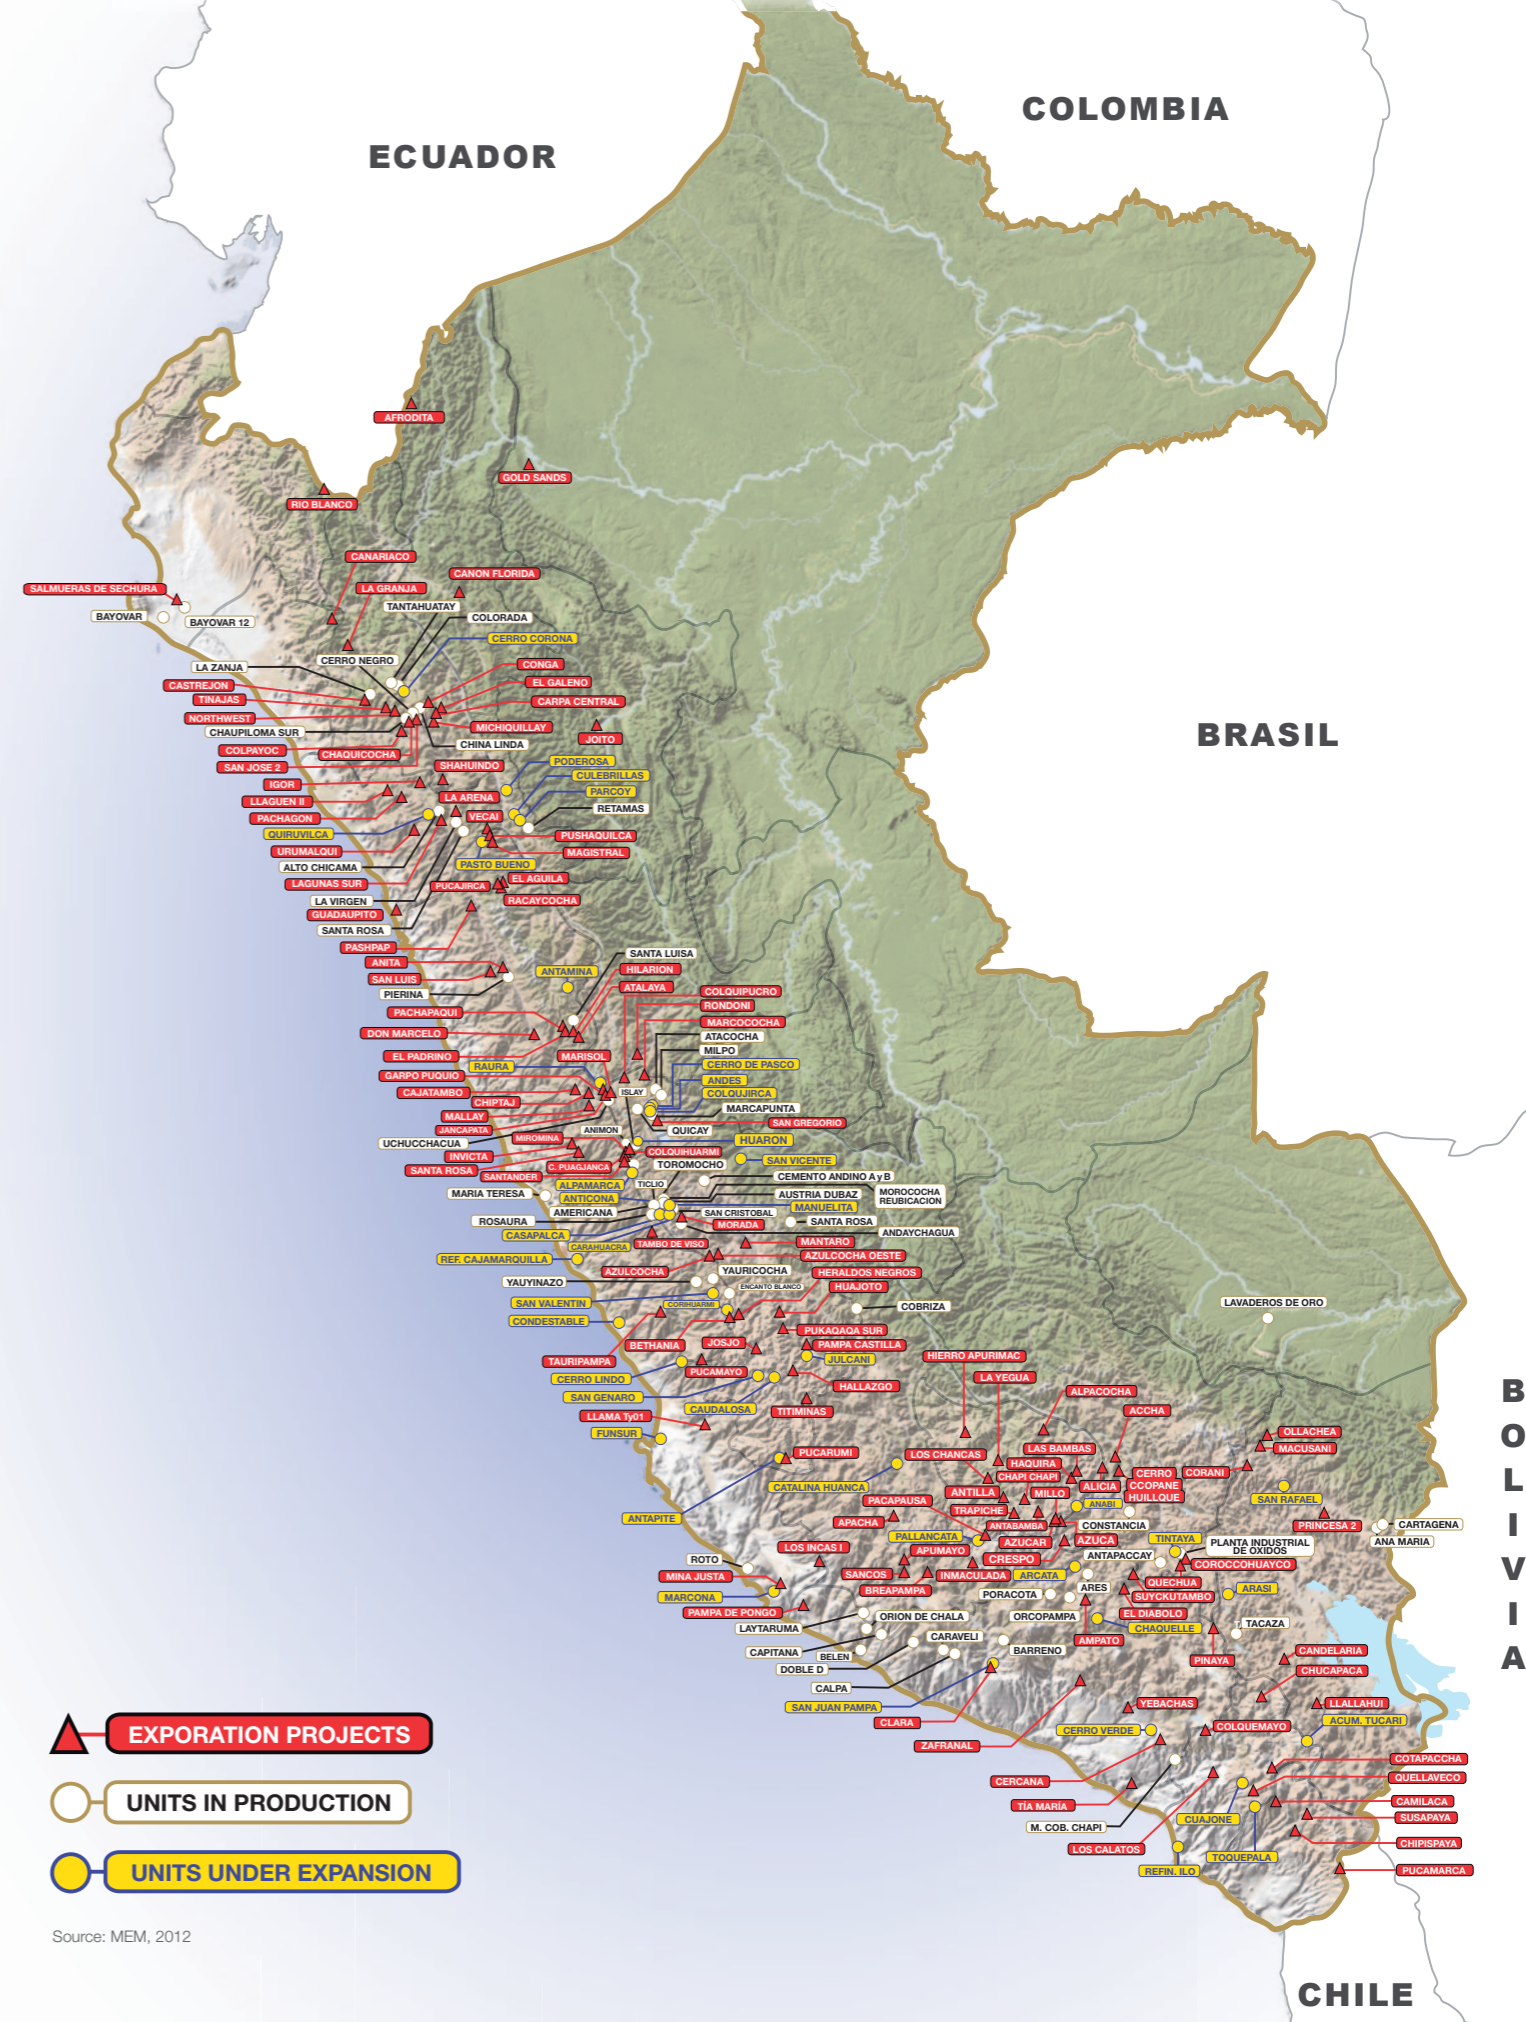 COLOMBIA
ECUADOR
AFRODITA
GOLD SANDS
RIO BLANCO
CANARIACO
CANON FLORIDA
SALMUERAS DE SECHURA
LA GRANJA
TANTAHUATAY
BAYOVAR
BAYOVAR 12
COLORADA
CERRO CORONA
CERRO NEGRO
LA ZANJA
CONGA
CASTREJON
EL GALENO
TINAJAS
CARPA CENTRAL
NORTHWEST
MICHIQUILLAY
CHAUPILOMA SUR
BRASIL
JOITO
CHINA LINDA
COLPAYOC
CHAQUICOCHA
PODEROSA
SAN JOSE 2
SHAHUINDO
CULEBRILLAS
IGOR
PARCOY
LLAGUEN II
LA ARENA
RETAMAS
PACHAGON
VECAI
QUIRUVILCA
PUSHAQUILCA
URUMALQUI
MAGISTRAL
ALTO CHICAMA
PASTO BUENO
LAGUNAS SUR
PUCAJIRCA
EL AGUILA
LA VIRGEN
RACAYCOCHA
GUADAUPITO
SANTA ROSA
PASHPAP
SANTA LUISA
ANITA
ANTAMINA
HILARION
SAN LUIS
ATALAYA
COLQUIPUCRO
PIERINA
RONDONI
PACHAPAQUI
MARCOCOCHA
DON MARCELO
ATACOCHA
MILPO
EL PADRINO
MARISOL
RAURA
CERRO DE PASCO
GARPO PUQUIO
ANDES
CAJATAMBO
ISLAY
COLQUJIRCA
CHIPTAJ
MARCAPUNTA
MALLAY
SAN GREGORIO
JANCAPATA
ANIMON
QUICAY
UCHUCCHACUA
MIROMINA
HUARON
INVICTA
COLQUIHUARMI
SAN VICENTE
SANTA ROSA
C. PUAGJANCA
TOROMOCHO
SANTANDER
CEMENTO ANDINO A y B
ALPAMARCA
TICLIO
MARIA TERESA
ANTICONA
AUSTRIA DUBAZ
MOROCOCHA
REUBICACION
MANUELITA
AMERICANA
SAN CRISTOBAL
ROSAURA
MORADA
SANTA ROSA
CASAPALCA
ANDAYCHAGUA
CARAHUACRA
TAMBO DE VISO
MANTARO
REF. CAJAMARQUILLA
AZULCOCHA OESTE
AZULCOCHA
YAURICOCHA
HERALDOS NEGROS
YAUYINAZO
ENCANTO BLANCO
HUAJOTO
SAN VALENTIN
CORIHUARMI
COBRIZA
LAVADEROS DE ORO
CONDESTABLE
PUKAQAQA SUR
BETHANIA
JOSJO
PAMPA CASTILLA
TAURIPAMPA
JULCANI
HIERRO APURIMAC
CERRO LINDO
PUCAMAYO
LA YEGUA
HALLAZGO
ALPACOCHA
SAN GENARO
CAUDALOSA
TITIMINAS
ACCHA
LLAMA Ty01
FUNSUR
OLLACHEA
PUCARUMI
LOS CHANCAS
LAS BAMBAS
MACUSANI
HAQUIRA
CERRO
CCOPANE
HUILLQUE
CORANI
CHAPI CHAPI
CATALINA HUANCA
ALICIA
ANTILLA
MILLO
SAN RAFAEL
PACAPAUSA
TRAPICHE
ANABI
ANTAPITE
APACHA
ANTABAMBA
CONSTANCIA
PRINCESA 2
CARTAGENA
PALLANCATA
AZUCAR
AZUCA
TINTAYA
PLANTA INDUSTRIAL
DE OXIDOS
ANA MARIA
LOS INCAS I
APUMAYO
CRESPO
ANTAPACCAY
ROTO
COROCCOHUAYCO
MINA JUSTA
SANCOS
INMACULADA
ARCATA
QUECHUA
BREAPAMPA
ARES
ARASI
MARCONA
PORACOTA
SUYCKUTAMBO
PAMPA DE PONGO
ORION DE CHALA
ORCOPAMPA
EL DIABOLO
LAYTARUMA
CHAQUELLE
TACAZA
CARAVELI
AMPATO
CAPITANA
BELEN
BARRENO
CANDELARIA
PINAYA
DOBLE D
CHUCAPACA
CALPA
SAN JUAN PAMPA
YEBACHAS
LLALLAHUI
CLARA
ACUM. TUCARI
CERRO VERDE
COLQUEMAYO
ZAFRANAL
COTAPACCHA
CERCANA
QUELLAVECO
TÍA MARÍA
CAMILACA
M. COB. CHAPI
CUAJONE
SUSAPAYA
LOS CALATOS
CHIPISPAYA
TOQUEPALA
REFIN. ILO
PUCAMARCA
B
O
L
I
V
I
A
EXPORATION PROJECTS
UNITS IN PRODUCTION
UNITS UNDER EXPANSION
Source: MEM, 2012
CHILE